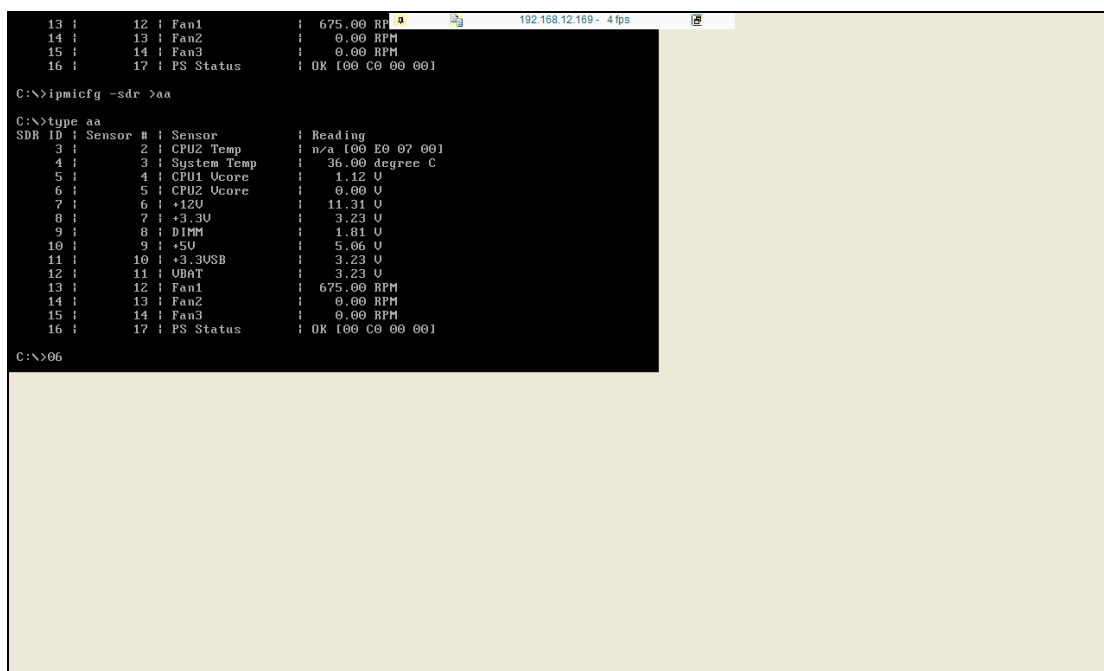 192.168.12.169 - 4 fps
13 ¦ 12 ¦ Fan1 ¦ 675.00 RP
14 ¦ 13 ¦ Fan2 ¦ 0.00 RPM
15 ¦ 14 ¦ Fan3 ¦ 0.00 RPM
16 ¦ 17 ¦ PS Status ¦ OK [00 C0 00 00]
C:\>ipmicfg -sdr >aa
C:\>type aa
SDR ID ¦ Sensor # ¦ Sensor ¦ Reading
3 ¦ 2 ¦ CPU2 Temp ¦ n/a [00 E0 07 00]
4 ¦ 3 ¦ System Temp ¦ 36.00 degree C
5 ¦ 4 ¦ CPU1 Vcore ¦ 1.12 V
6 ¦ 5 ¦ CPU2 Vcore ¦ 0.00 V
7 ¦ 6 ¦ +12V ¦ 11.31 V
8 ¦ 7 ¦ +3.3V ¦ 3.23 V
9 ¦ 8 ¦ DIMM ¦ 1.81 V
10 ¦ 9 ¦ +5V ¦ 5.06 V
11 ¦ 10 ¦ +3.3VSB ¦ 3.23 V
12 ¦ 11 ¦ VBAT ¦ 3.23 V
13 ¦ 12 ¦ Fan1 ¦ 675.00 RPM
14 ¦ 13 ¦ Fan2 ¦ 0.00 RPM
15 ¦ 14 ¦ Fan3 ¦ 0.00 RPM
16 ¦ 17 ¦ PS Status ¦ OK [00 C0 00 00]
C:\>06